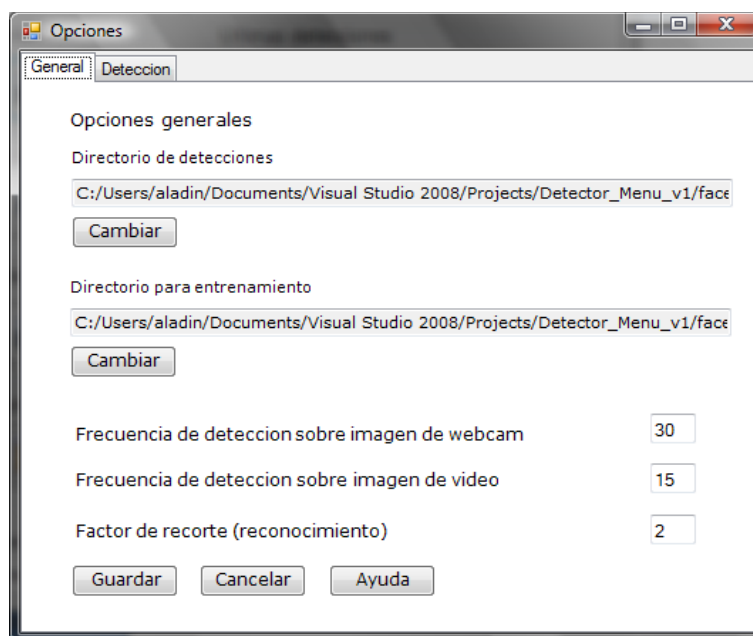 Opciones
General Deteccion
Opciones generales
Directorio de detecciones
C:/Users/aladin/Documents/Visual Studio 2008/Projects/Detector_Menu_v1/face
Cambiar
Directorio para entrenamiento
C:/Users/aladin/Documents/Visual Studio 2008/Projects/Detector_Menu_v1/face
Cambiar
Frecuencia de deteccion sobre imagen de webcam 30
Frecuencia de deteccion sobre imagen de video 15
Factor de recorte (reconocimiento) 2
Guardar Cancelar Ayuda